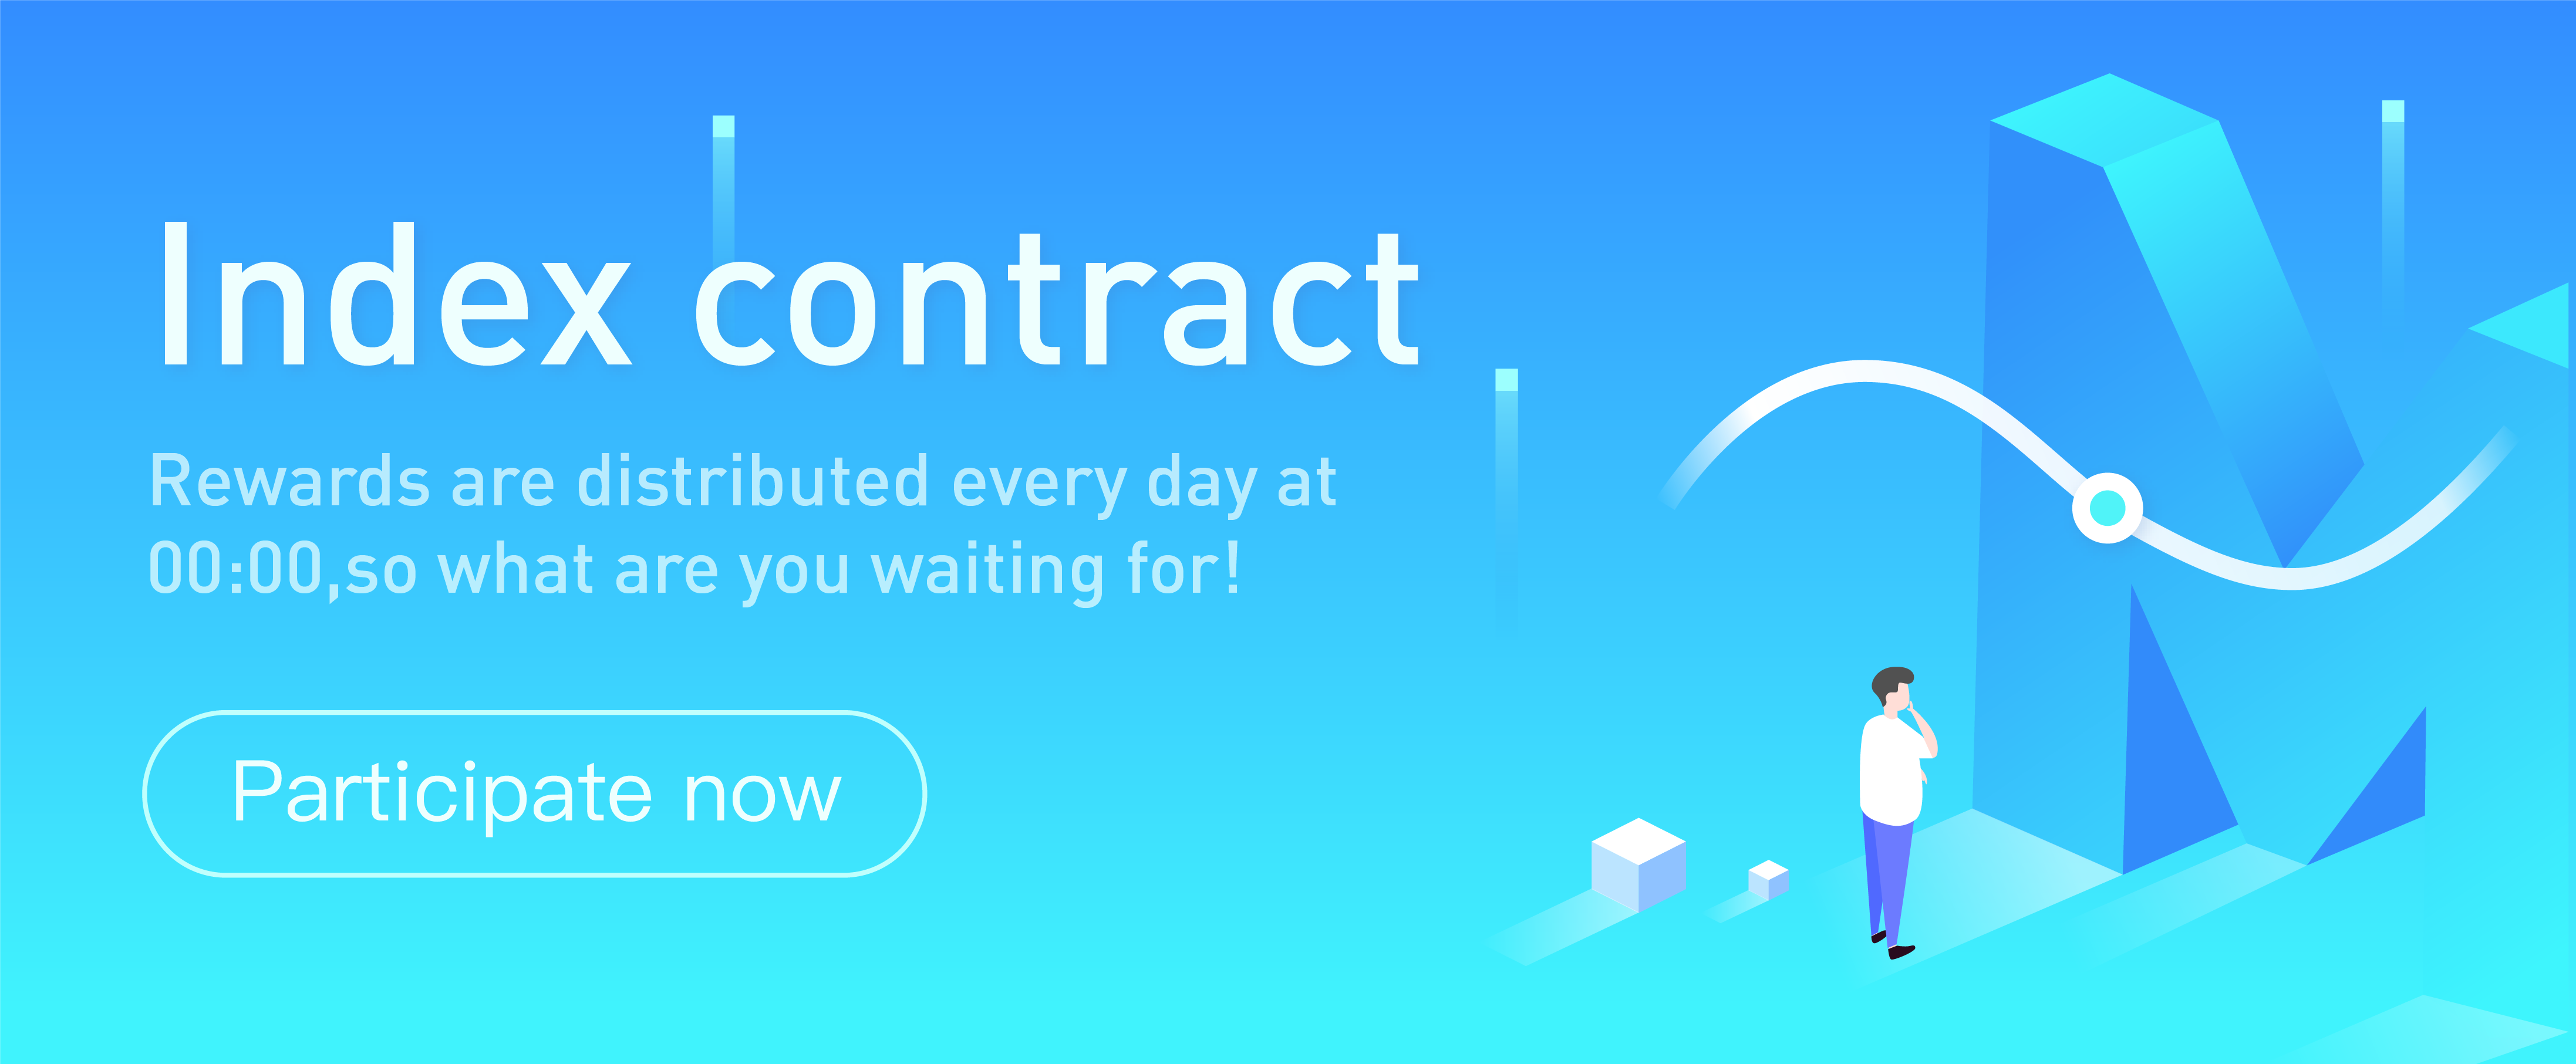 Index contract
Rewards are distributed every day at
00:00,so what are you waiting for!
Participate now